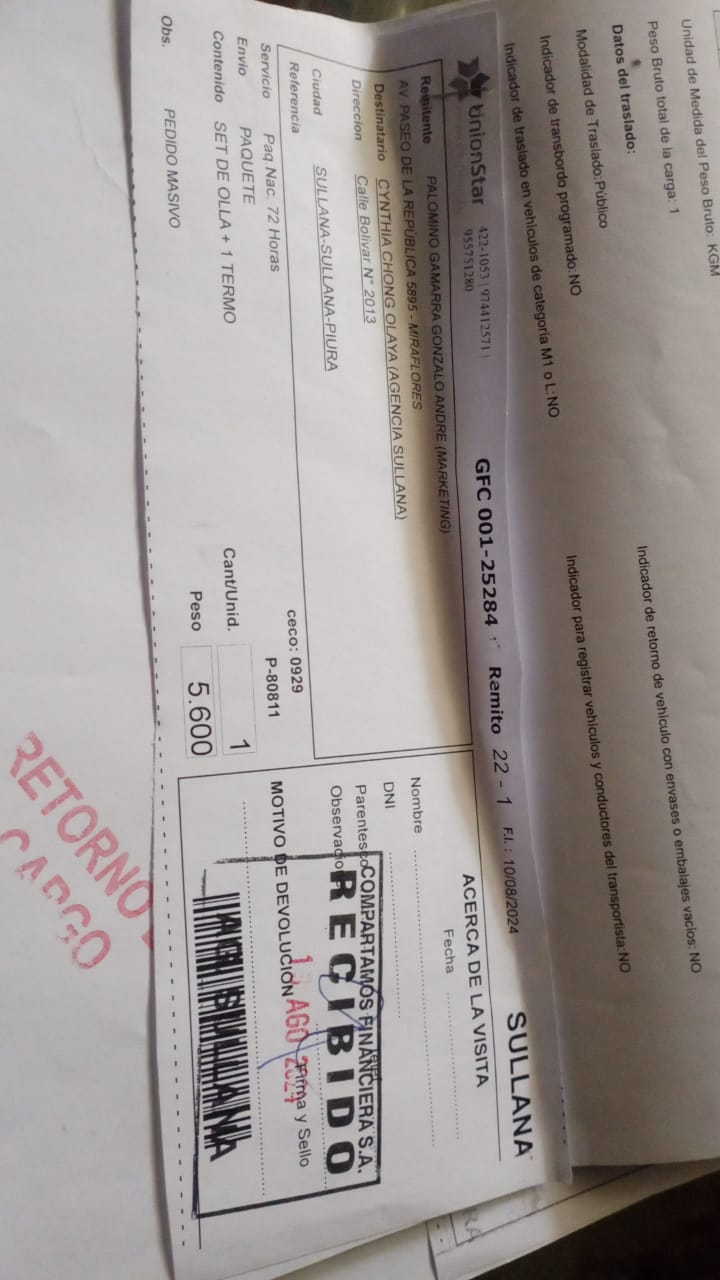 Unidad de Medida del Peso Bruto: KGM
Peso Bruto total de la carga: 1
Datos del traslado:
Modalidad de Traslado:Público
Indicador de retorno de vehículo con envases o embalajes vacios: NO
Indicador de transbordo programado:NO
Indicador para registrar vehículos y conductores del transportista:NO
Indicador de traslado en vehículos de categoría M1 o L:NO
UnionStar
422-1053 | 974412571 |
955751280
GFC 001-25284
Remito 22 - 1 F.I.: 10/08/2024
SULLANA
Remitente PALOMINO GAMARRA GONZALO ANDRE (MARKETING)
AV. PASEO DE LA REPÚBLICA 5895 - MIRAFLORES
Destinatario CYNTHIA CHONG OLAYA (AGENCIA SULLANA)
Direccion Calle Bolivar N° 2013
Ciudad SULLANA-SULLANA-PIURA
Referencia
ceco: 0929
Servicio Paq Nac. 72 Horas
P-80811
Envio PAQUETE
Contenido SET DE OLLA + 1 TERMO
Cant/Unid. 1
Peso 5.600
Obs. PEDIDO MASIVO
ACERCA DE LA VISITA
Fecha
Nombre
DNI
Parentesco
Observacio
MOTIVO DE DEVOLUCIÓN
Firma y Sello
COMPARTAMOS FINANCIERA S.A.
RECIBIDO
AGO 2024
AG SULLANA
RETORNO
CARGO